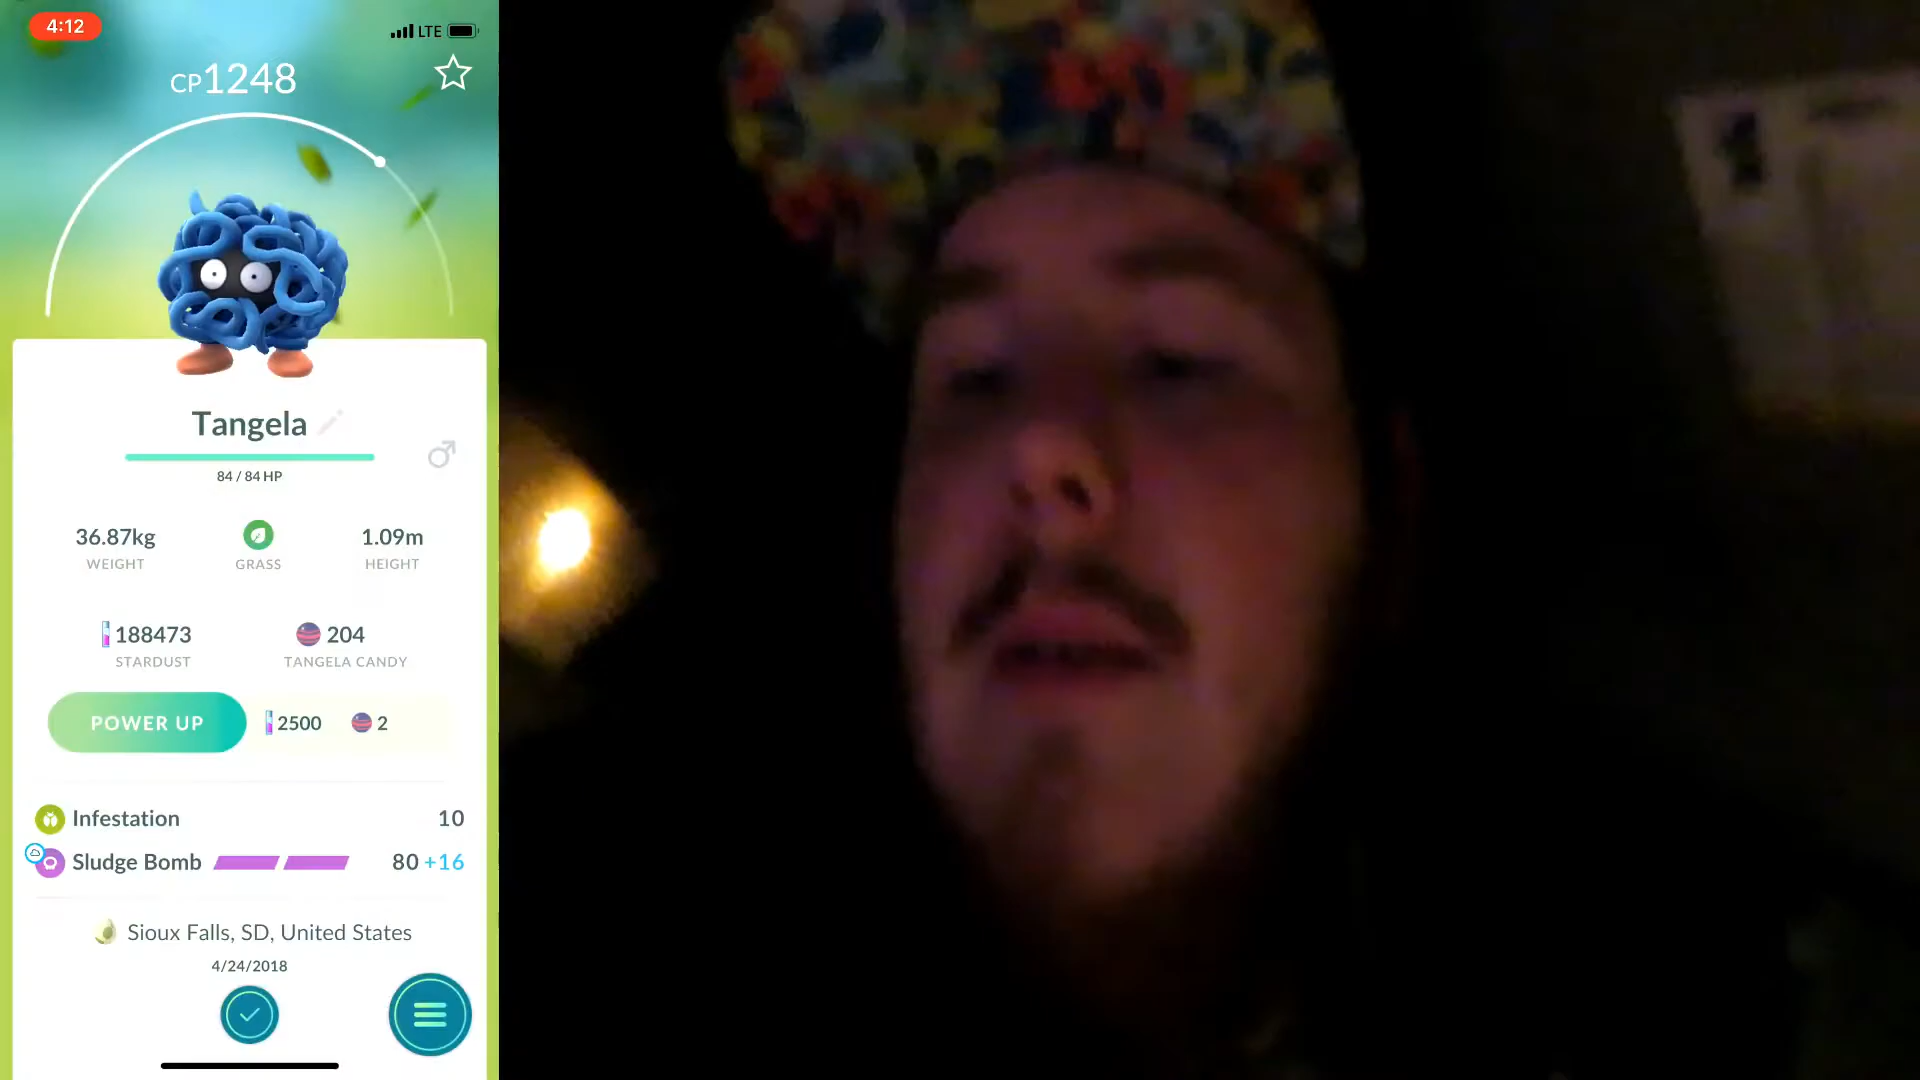 4:12
LTE
CP1248
Tangela
84 / 84 HP
36.87kg
WEIGHT
GRASS
1.09m
HEIGHT
188473
STARDUST
204
TANGELA CANDY
POWER UP
2500
2
Infestation
10
Sludge Bomb
80 +16
Sioux Falls, SD, United States
4/24/2018